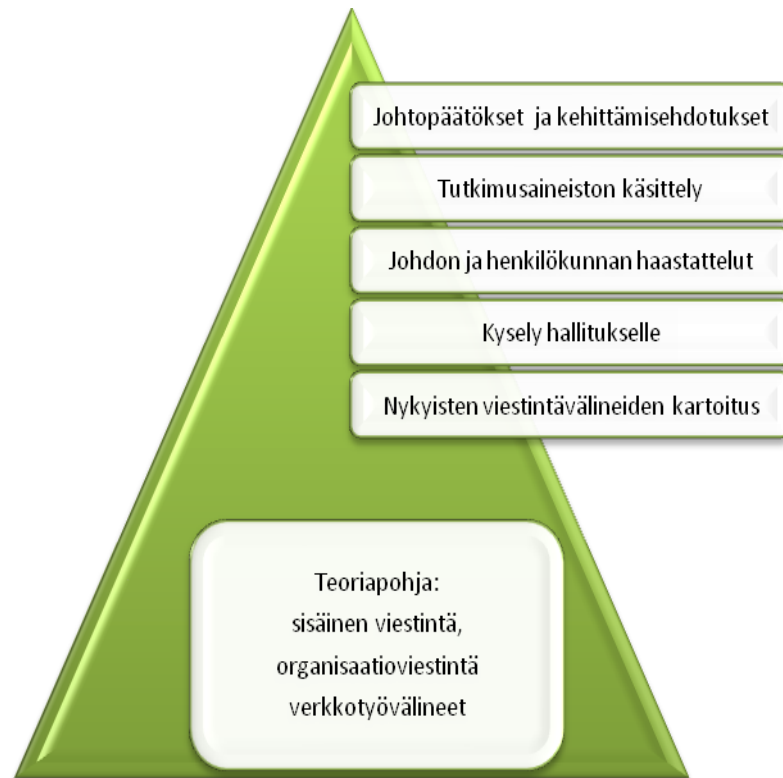 Johtopäätökset ja kehittämisehdotukset
Tutkimusaineiston käsittely
Johdon ja henkilökunnan haastattelut
Kysely hallitukselle
Nykyisten viestintävälineiden kartoitus
Teoriapohja:
sisäinen viestintä,
organisaatioviestintä
verkkotyövälineet